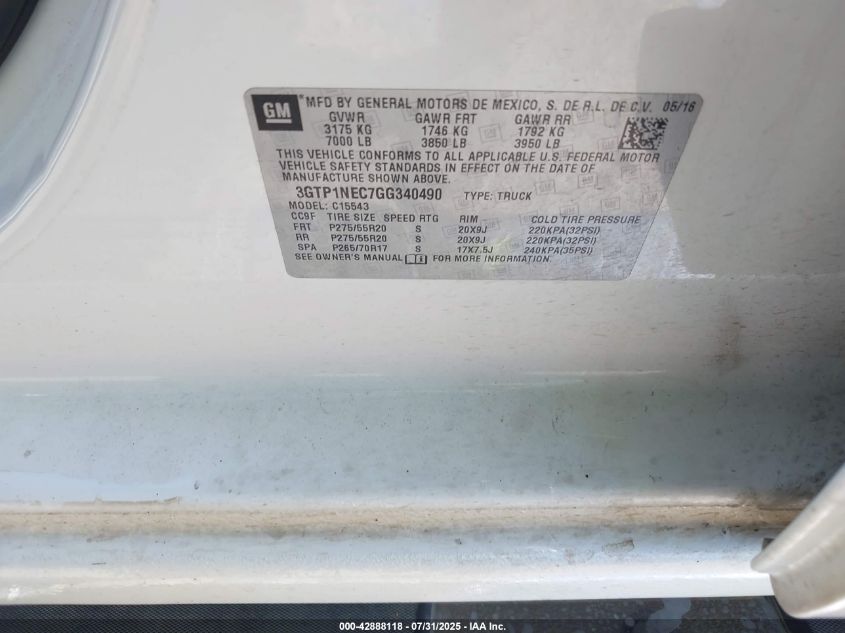 GM
*MFD BY GENERAL MOTORS DE MEXICO, S. DE R.L. DE C.V. 05/16
GVWR GAWR FRT GAWR RR
3175 KG 1746 KG 1792 KG
7000 LB 3850 LB 3950 LB
THIS VEHICLE CONFORMS TO ALL APPLICABLE U.S. FEDERAL MOTOR
VEHICLE SAFETY STANDARDS IN EFFECT ON THE DATE OF
MANUFACTURE SHOWN ABOVE.
3GTP1NEC7GG340490 TYPE: TRUCK
MODEL: C15543
CC9F TIRE SIZE SPEED RTG RIM COLD TIRE PRESSURE
FRT P275/55R20 S 20X9J 220KPA(32PSI)
RR P275/55R20 S 20X9J 220KPA(32PSI)
SPA P265/70R17 S 17X7.5J 240KPA(35PSI)
SEE OWNER'S MANUAL FOR MORE INFORMATION.
000-42888118 - 07/31/2025 - IAA Inc.